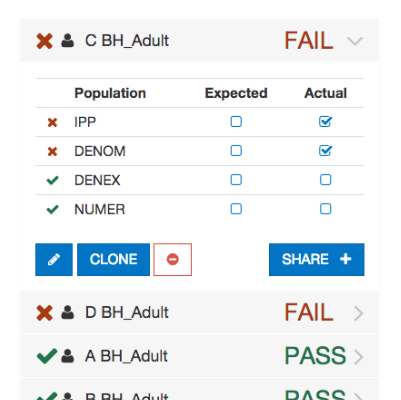 C BH_Adult FAIL
Population Expected Actual
IPP
DENOM
DENEX
NUMER
CLONE SHARE
D BH_Adult FAIL
A BH_Adult PASS
B BH_Adult PASS